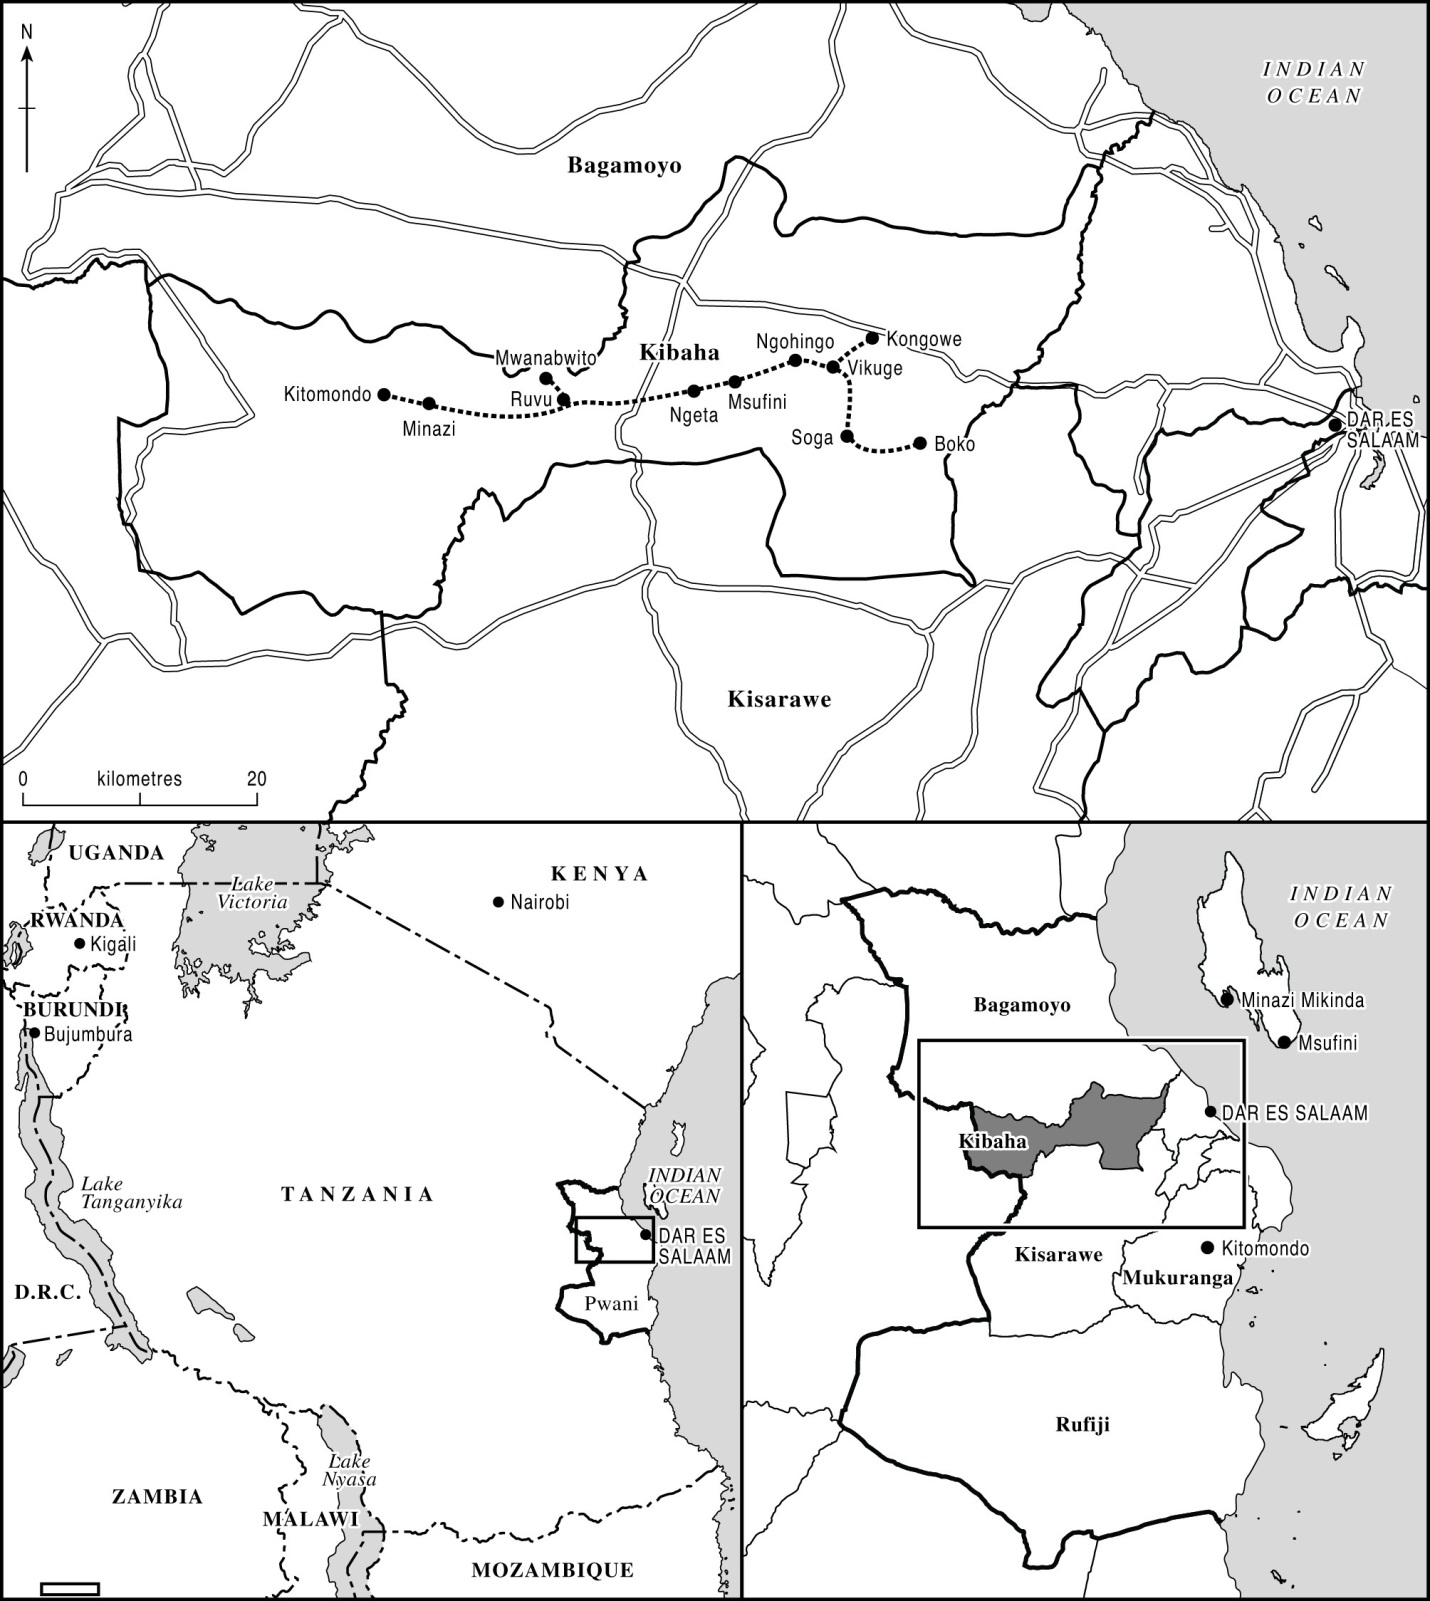 N
INDIAN
OCEAN
Bagamoyo
Kongowe
Ngohingo
Kibaha
Mwanabwito
Vikuge
Kitomondo
Ruvu
Msufini
Ngeta
Minazi
DAR ES
SALAAM
Soga
Boko
Kisarawe
0 kilometres 20
UGANDA
KENYA
Lake
Victoria
Nairobi
RWANDA
Kigali
BURUNDI
Bujumbura
Lake
Tanganyika
TANZANIA
INDIAN
OCEAN
DAR ES
SALAAM
D.R.C.
Pwani
Lake
Nyasa
ZAMBIA
MALAWI
MOZAMBIQUE
INDIAN
OCEAN
Bagamoyo
Minazi Mikinda
Msufini
DAR ES SALAAM
Kibaha
Kisarawe
Kitomondo
Mukuranga
Rufiji